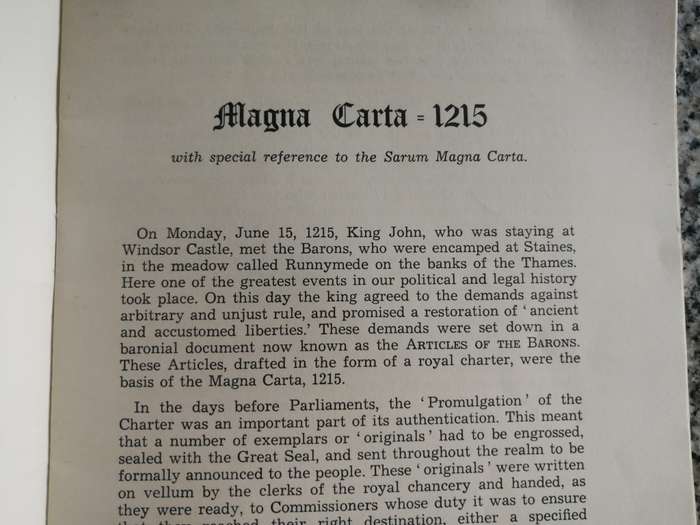 Magna Carta = 1215
with special reference to the Sarum Magna Carta.
On Monday, June 15, 1215, King John, who was staying at
Windsor Castle, met the Barons, who were encamped at Staines,
in the meadow called Runnymede on the banks of the Thames.
Here one of the greatest events in our political and legal history
took place. On this day the king agreed to the demands against
arbitrary and unjust rule, and promised a restoration of ‘ ancient
and accustomed liberties.’ These demands were set down in a
baronial document now known as the ARTICLES OF THE BARONS.
These Articles, drafted in the form of a royal charter, were the
basis of the Magna Carta, 1215.
In the days before Parliaments, the ‘ Promulgation ’ of the
Charter was an important part of its authentication. This meant
that a number of exemplars or ‘ originals ’ had to be engrossed,
sealed with the Great Seal, and sent throughout the realm to be
formally announced to the people. These ‘ originals ’ were written
on vellum by the clerks of the royal chancery and handed, as
they were ready, to Commissioners whose duty it was to ensure
that they reached their right destination, either a specified